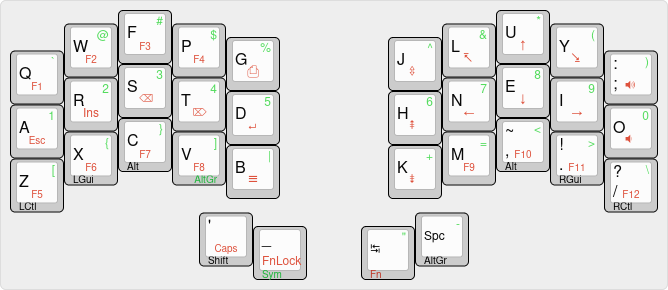 Q ` F1
W @ F2
F # F3
P $ F4
G %
J ^
L & ↖
U * ↑
Y ( ↘
: ) ;
A 1 Esc
R 2 Ins
S 3 ⌫
T 4 ⌦
D 5 ↵
H 6 ⇞
N 7 ←
E 8 ↓
I 9 →
O 0
Z [ F5 LCtl
X { F6 LGui
C } F7 Alt
V ] F8 AltGr
B | ≡
K + ⇟
M = F9
~ < , F10 Alt
! > . F11 RGui
? \ / F12 RCtl
' Caps Shift
_ FnLock Sym
↹ " Fn
Spc - AltGr